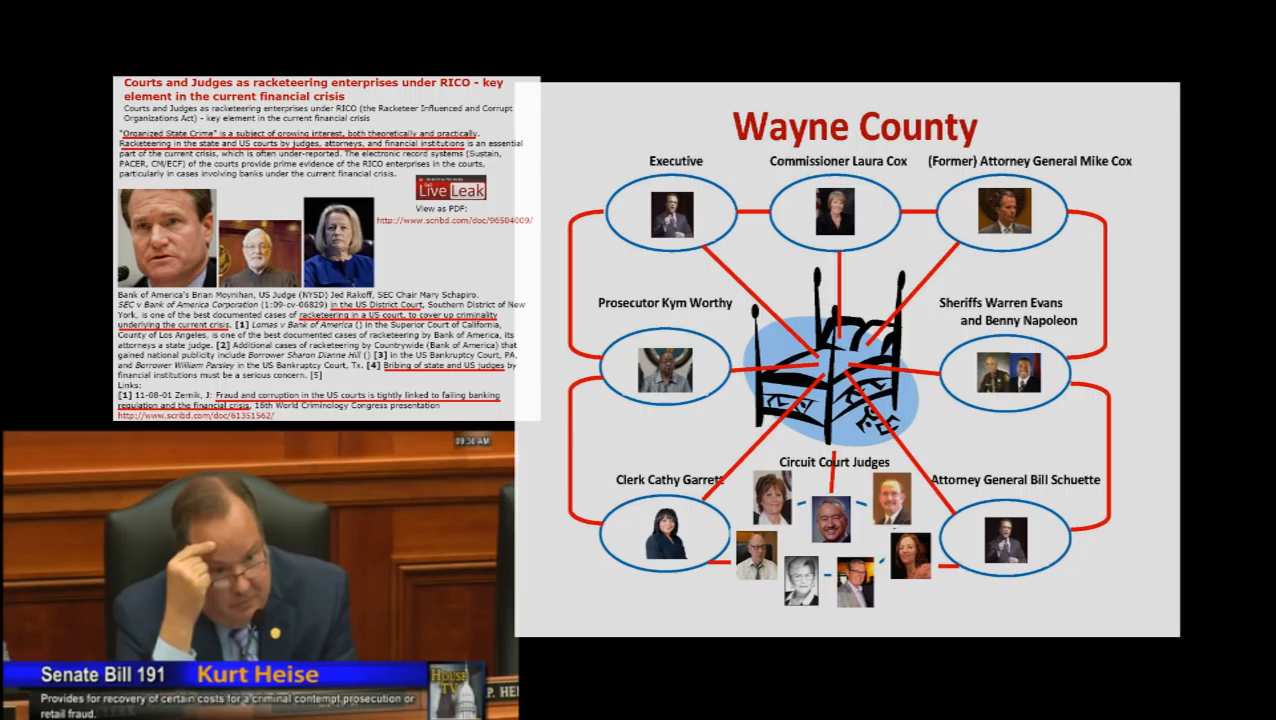 Courts and Judges as racketeering enterprises under RICO - key
element in the current financial crisis
Courts and Judges as racketeering enterprises under RICO (the Racketeer Influenced and Corrupt
Organizations Act) - key element in the current financial crisis
"Organized State Crime" is a subject of growing interest, both theoretically and practically.
Racketeering in the state and US courts by judges, attorneys, and financial institutions is an essential
part of the current crisis, which is often under-reported. The electronic record systems (Sustain,
PACER, CM/ECF) of the courts provide prime evidence of the RICO enterprises in the courts,
particularly in cases involving banks under the current financial crisis.
Live Leak
View as PDF:
http://www.scribd.com/doc/96504009/
Bank of America's Brian Moynihan, US Judge (NYSD) Jed Rakoff, SEC Chair Mary Schapiro.
SEC v Bank of America Corporation (1:09-cv-06829) in the US District Court, Southern District of New
York, is one of the best documented cases of racketeering in a US court, to cover up criminality
underlying the current crisis. [1] Lamas v Bank of America () in the Superior Court of California,
County of Los Angeles, is one of the best documented cases of racketeering by Bank of America, its
attorneys a state judge. [2] Additional cases of racketeering by Countrywide (Bank of America) that
gained national publicity include Borrower Sharon Dianne Hill () [3] in the US Bankruptcy Court, PA,
and Borrower William Parsley in the US Bankruptcy Court, Tx. [4] Bribing of state and US judges by
financial institutions must be a serious concern. [5]
Links:
[1] 11-08-01 Zernik, J: Fraud and corruption in the US courts is tightly linked to failing banking
regulation and the financial crisis, 16th World Criminology Congress presentation
http://www.scribd.com/doc/61351562/
Wayne County
Executive
Commissioner Laura Cox
(Former) Attorney General Mike Cox
Prosecutor Kym Worthy
Sheriffs Warren Evans
and Benny Napoleon
Clerk Cathy Garrett
Circuit Court Judges
Attorney General Bill Schuette
09:30 AM
Senate Bill 191 Kurt Heise
Provides for recovery of certain costs for a criminal contempt prosecution or
retail fraud.
HOUSE
TV
P. HE